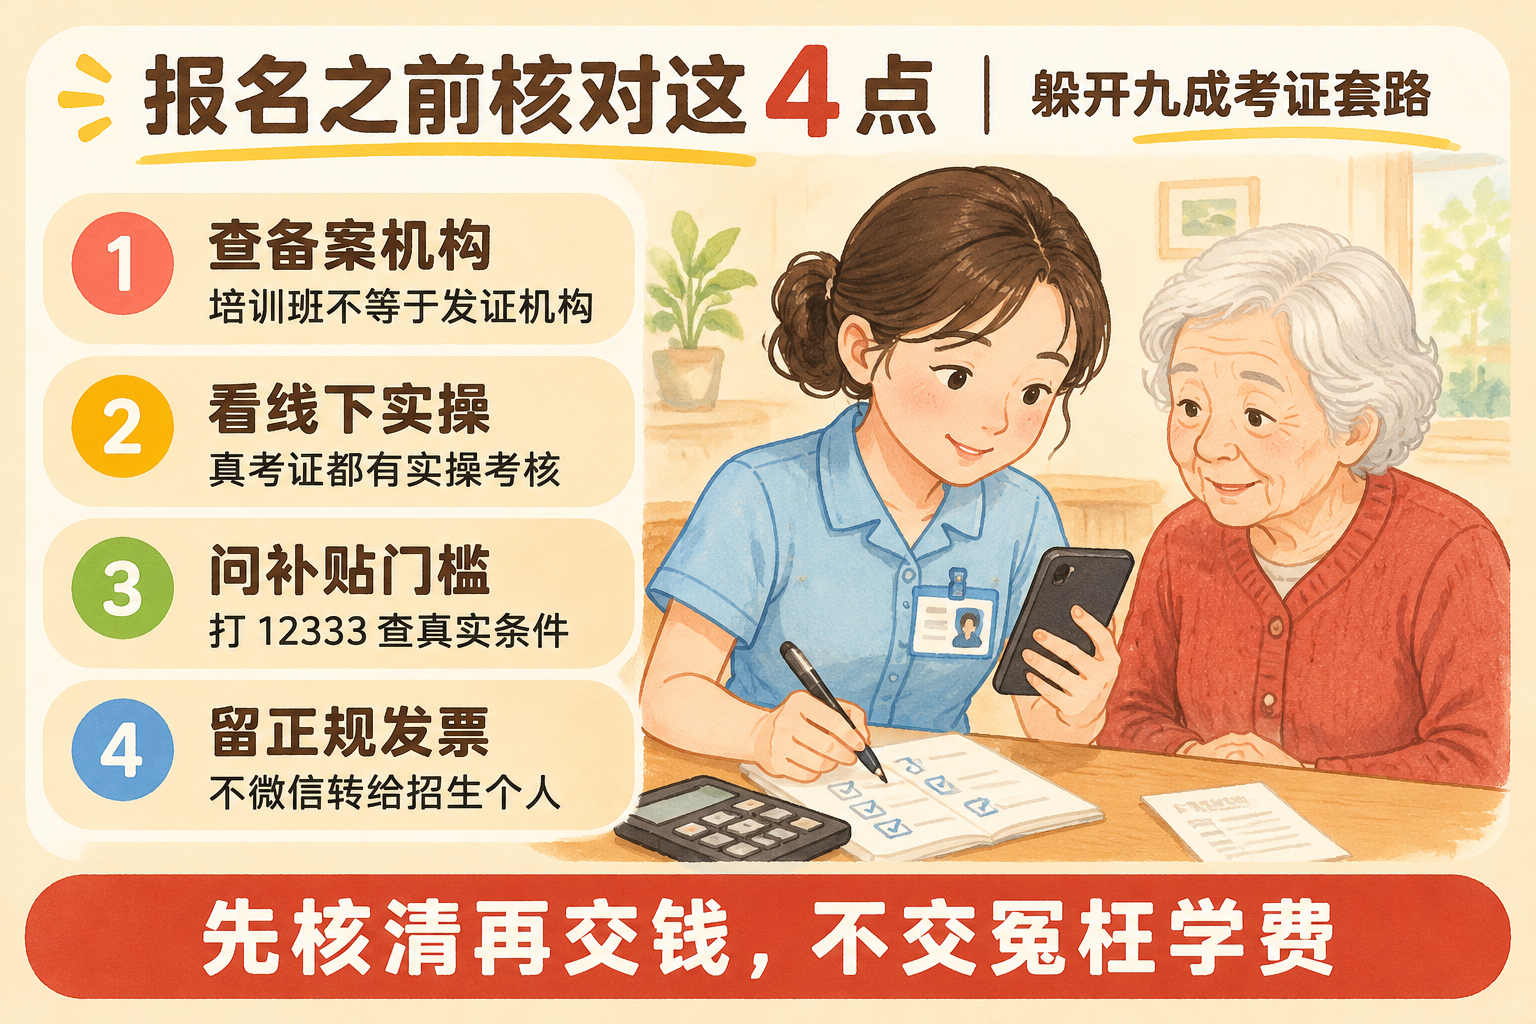 报名之前核对这4点
躲开九成考证套路
1
查备案机构
培训班不等于发证机构
2
看线下实操
真考证都有实操考核
3
问补贴门槛
打 12333 查真实条件
4
留正规发票
不微信转给招生个人
先核清再交钱，不交冤枉学费